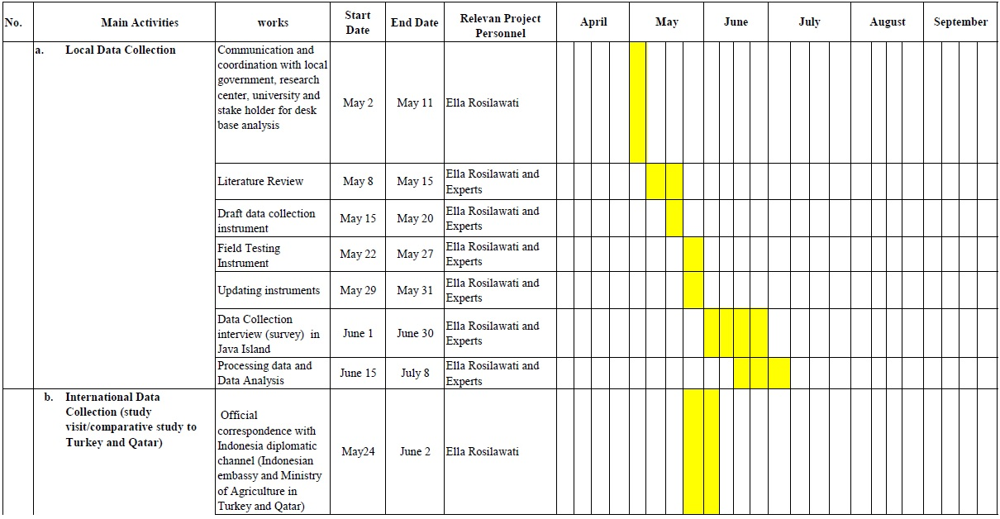 No.
Main Activities
works
Start
Date
End Date
Relevan Project
Personnel
April
May
June
July
August
September
a.
Local Data Collection
Communication and
coordination with local
government, research
center, university and
stake holder for desk
base analysis
May 2
May 11
Ella Rosilawati
Literature Review
May 8
May 15
Ella Rosilawati and
Experts
Draft data collection
instrument
May 15
May 20
Ella Rosilawati and
Experts
Field Testing
Instrument
May 22
May 27
Ella Rosilawati and
Experts
Updating instruments
May 29
May 31
Ella Rosilawati and
Experts
Data Collection
interview (survey) in
Java Island
June 1
June 30
Ella Rosilawati and
Experts
Processing data and
Data Analysis
June 15
July 8
Ella Rosilawati and
Experts
b.
International Data
Collection (study
visit/comparative study to
Turkey and Qatar)
Official
correspondence with
Indonesia diplomatic
channel (Indonesian
embassy and Ministry
of Agriculture in
Turkey and Qatar)
May24
June 2
Ella Rosilawati